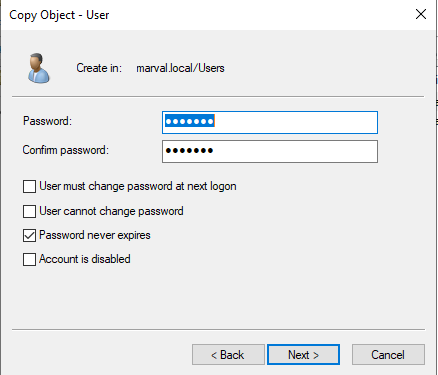 Copy Object - User
Create in: marval.local/Users
Password: ●●●●●●●
Confirm password: ●●●●●●●
User must change password at next logon
User cannot change password
Password never expires
Account is disabled
< Back Next > Cancel